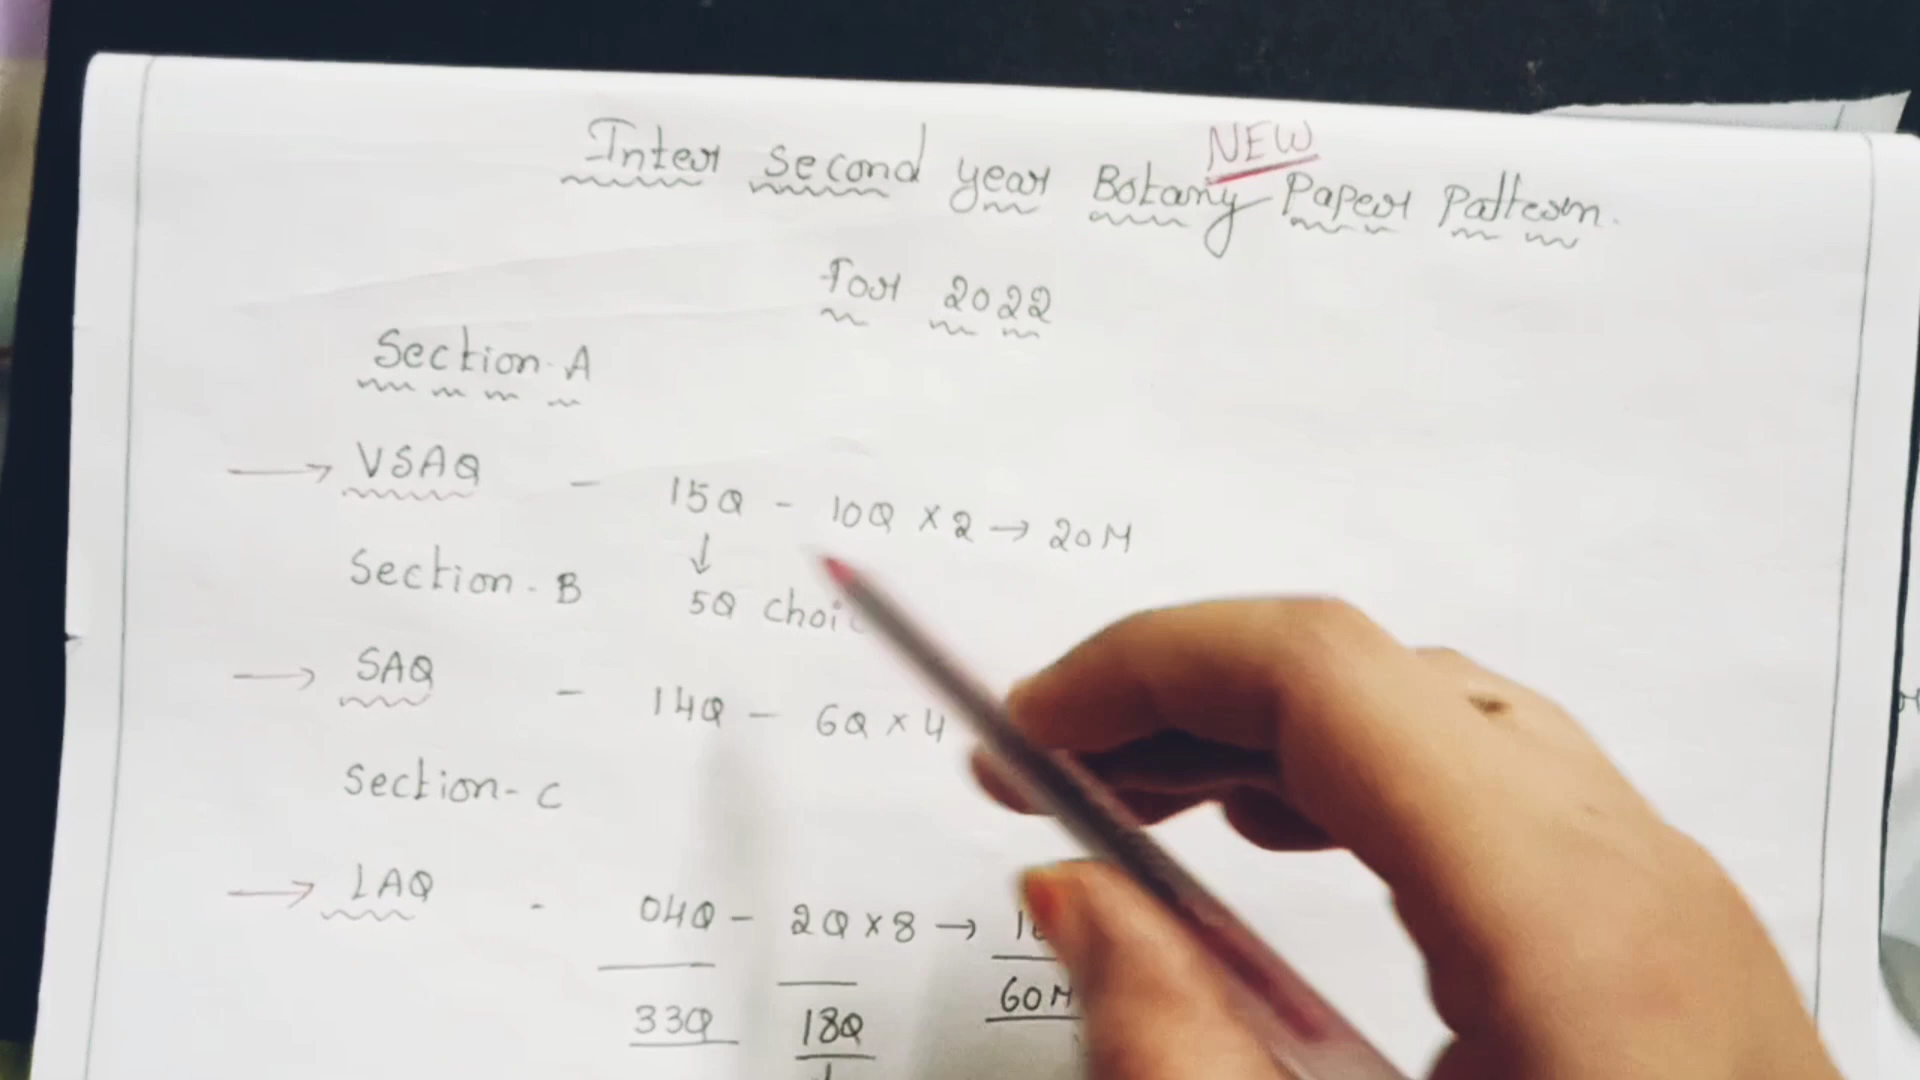 NEW
Inter second year Botany Paper Pattern.
For 2022
Section-A
→ VSAQ - 15Q - 10Q × 2 → 20M
↓
Section-B 5Q
→ SAQ - 14Q - 6Q × 4
Section-C
→ LAQ - 04Q - 2Q × 8 →
33Q 18Q 60M